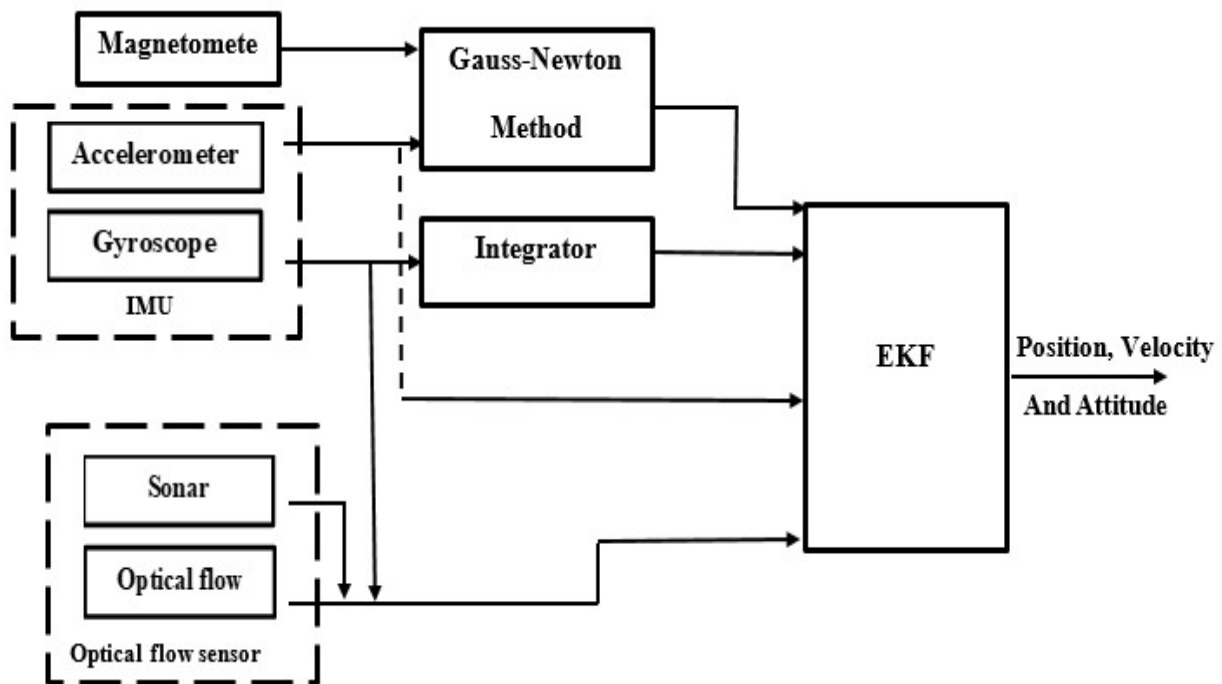 Magnetomete
Gauss-Newton
Method
Accelerometer
Gyroscope
IMU
Integrator
EKF
Position, Velocity
And Attitude
Sonar
Optical flow
Optical flow sensor